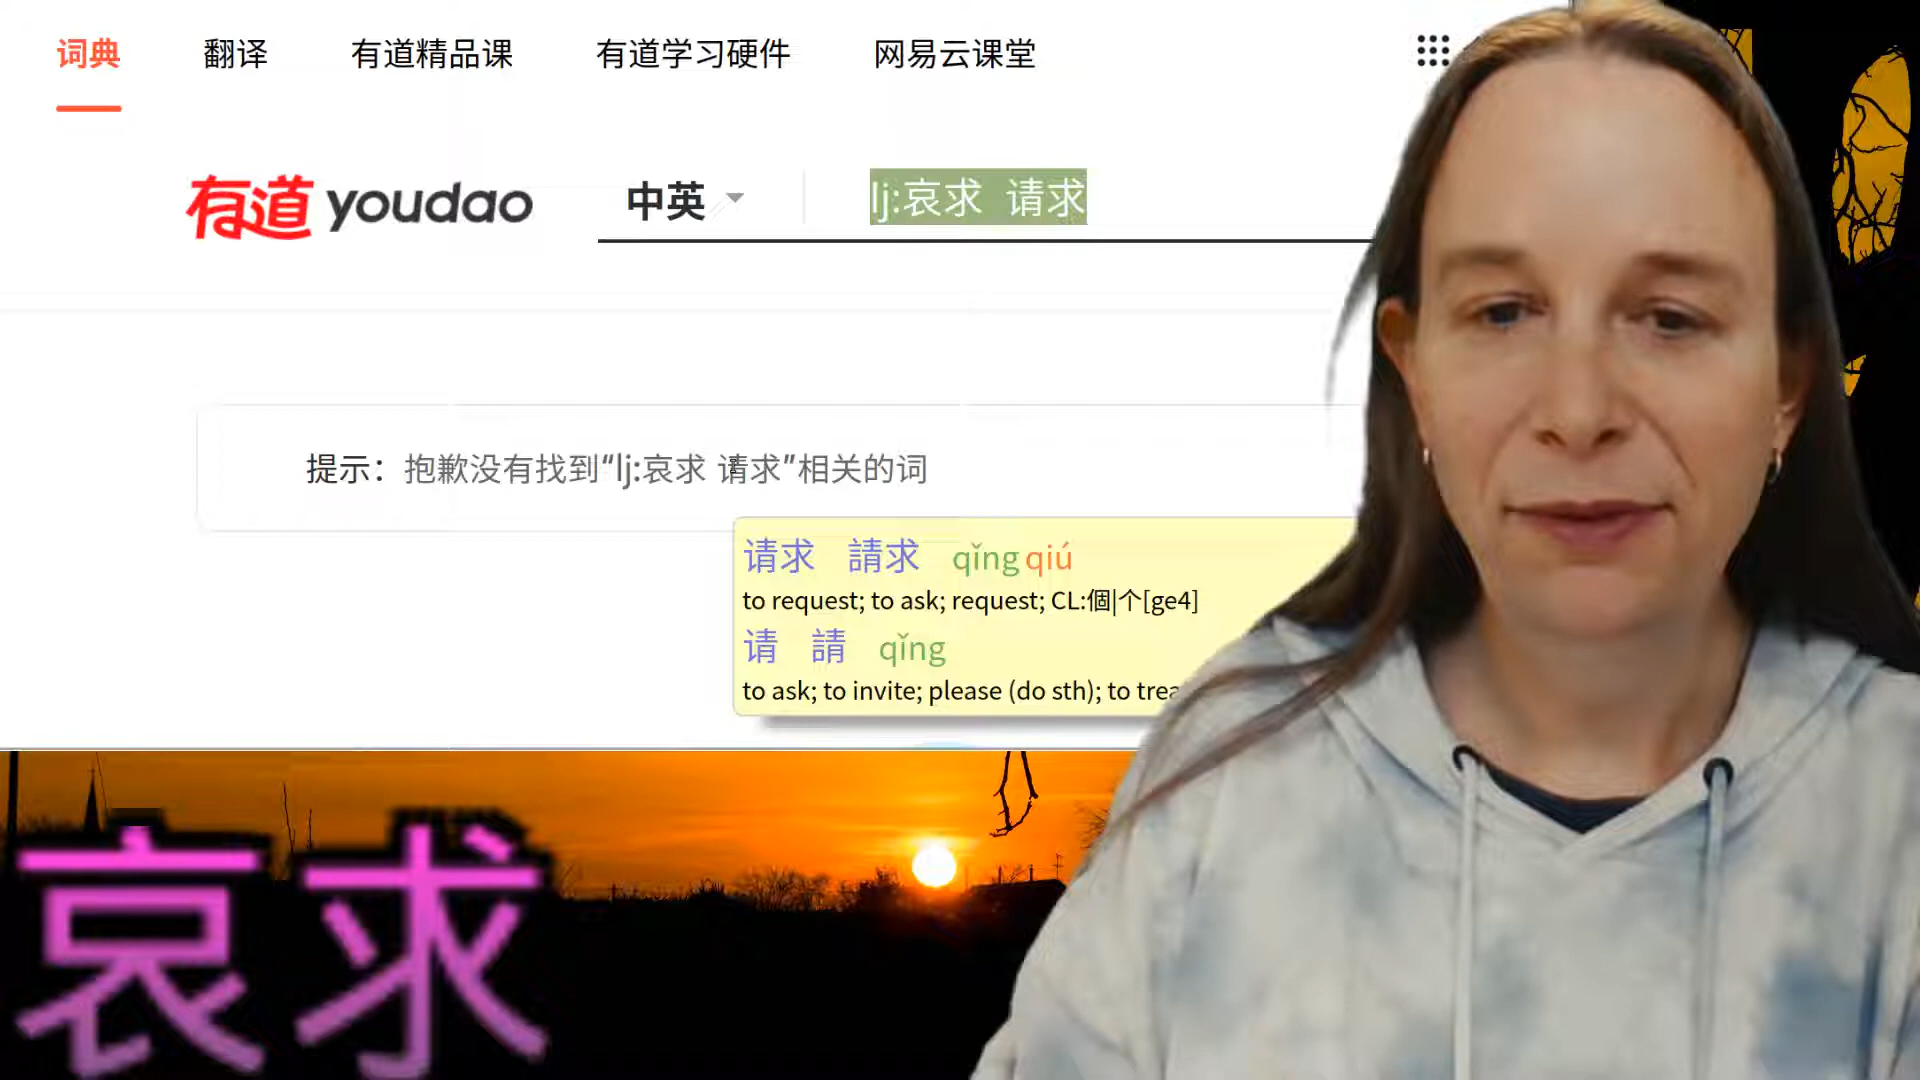 词典 翻译 有道精品课 有道学习硬件 网易云课堂
有道 youdao 中英 lj:哀求 请求
提示：抱歉没有找到“lj:哀求 请求”相关的词
请求 請求 qǐng qiú
to request; to ask; request; CL:個|个[ge4]
请 請 qǐng
to ask; to invite; please (do sth); to trea
哀求